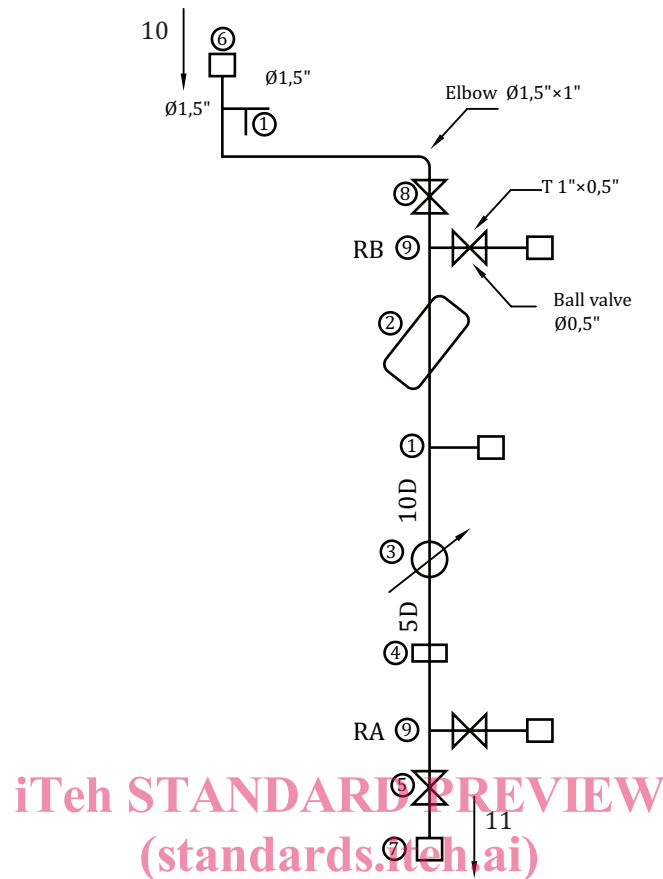 10
6
Ø1,5"
Ø1,5"
1
Elbow Ø1,5"×1"
8
T 1"×0,5"
RB 9
Ball valve
Ø0,5"
2
1
10D
3
5D
4
RA 9
5
iTeh STANDARD PREVIEW
11
7
(standards.iteh.ai)